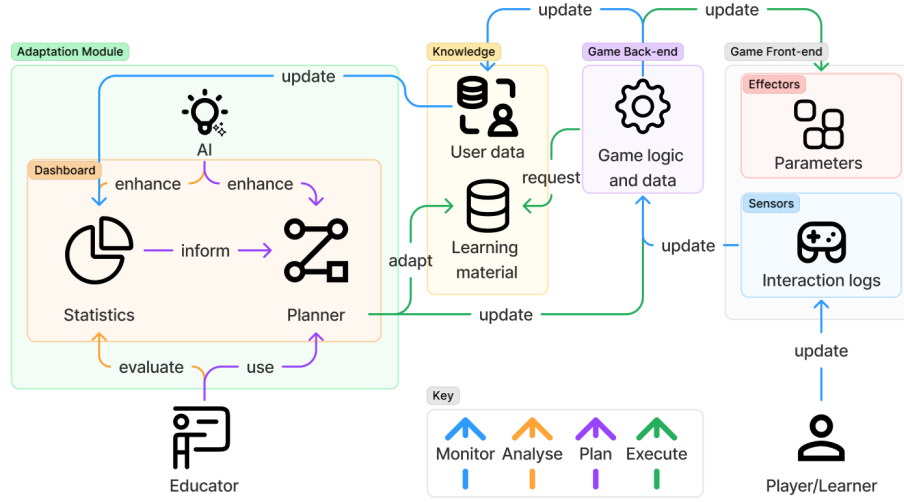 update
update
Adaptation Module
Knowledge
Game Back-end
Game Front-end
update
Effectors
AI
User data
Game logic
and data
Parameters
Dashboard
enhance
enhance
request
Sensors
inform
adapt
Learning
material
update
Interaction logs
Statistics
Planner
update
evaluate
use
update
Key
Monitor
Analyse
Plan
Execute
Educator
Player/Learner